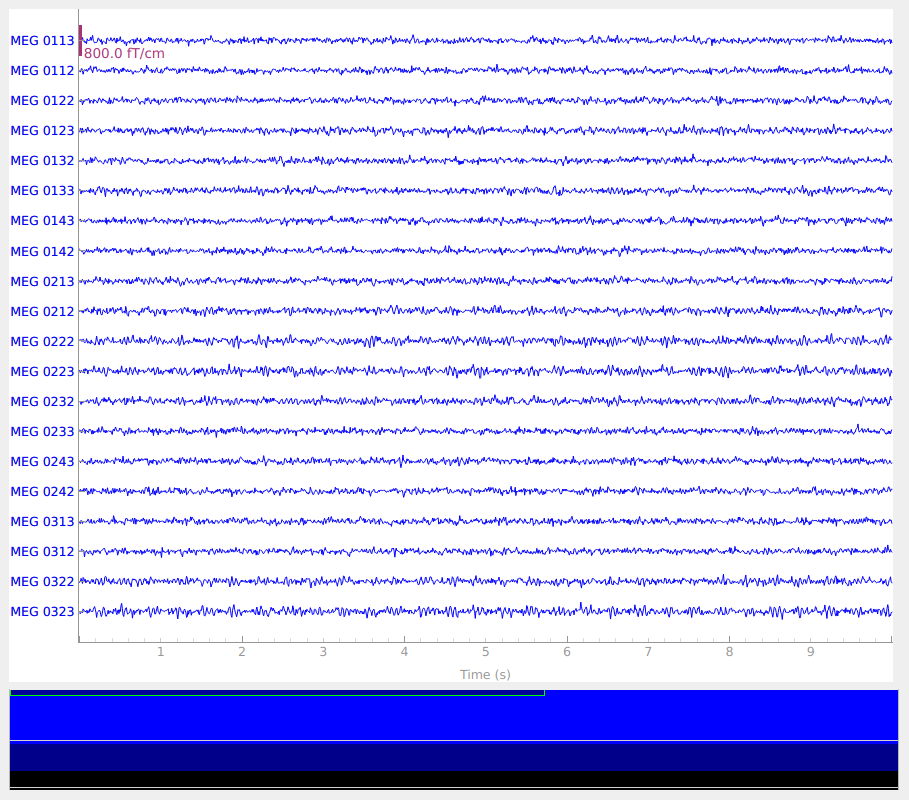 MEG 0113
800.0 fT/cm
MEG 0112
MEG 0122
MEG 0123
MEG 0132
MEG 0133
MEG 0143
MEG 0142
MEG 0213
MEG 0212
MEG 0222
MEG 0223
MEG 0232
MEG 0233
MEG 0243
MEG 0242
MEG 0313
MEG 0312
MEG 0322
MEG 0323
1 2 3 4 5 6 7 8 9
Time (s)